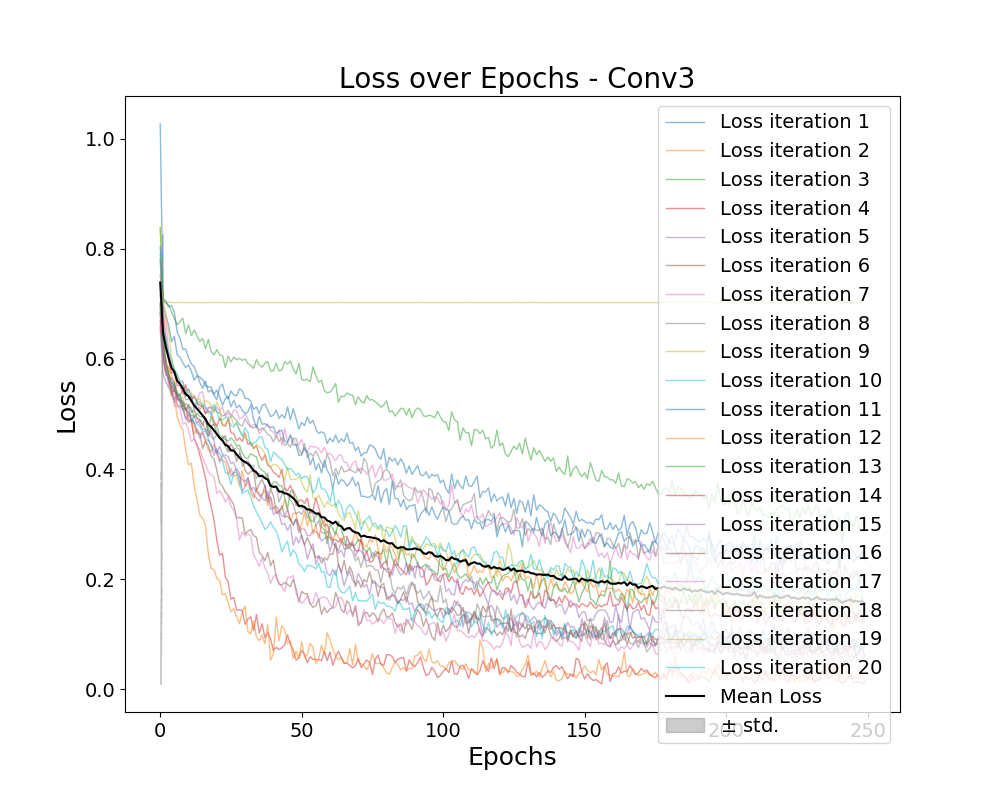 Loss over Epochs - Conv3
Loss
1.0
0.8
0.6
0.4
0.2
0.0
0
50
100
150
200
250
Epochs
Loss iteration 1
Loss iteration 2
Loss iteration 3
Loss iteration 4
Loss iteration 5
Loss iteration 6
Loss iteration 7
Loss iteration 8
Loss iteration 9
Loss iteration 10
Loss iteration 11
Loss iteration 12
Loss iteration 13
Loss iteration 14
Loss iteration 15
Loss iteration 16
Loss iteration 17
Loss iteration 18
Loss iteration 19
Loss iteration 20
Mean Loss
± std.